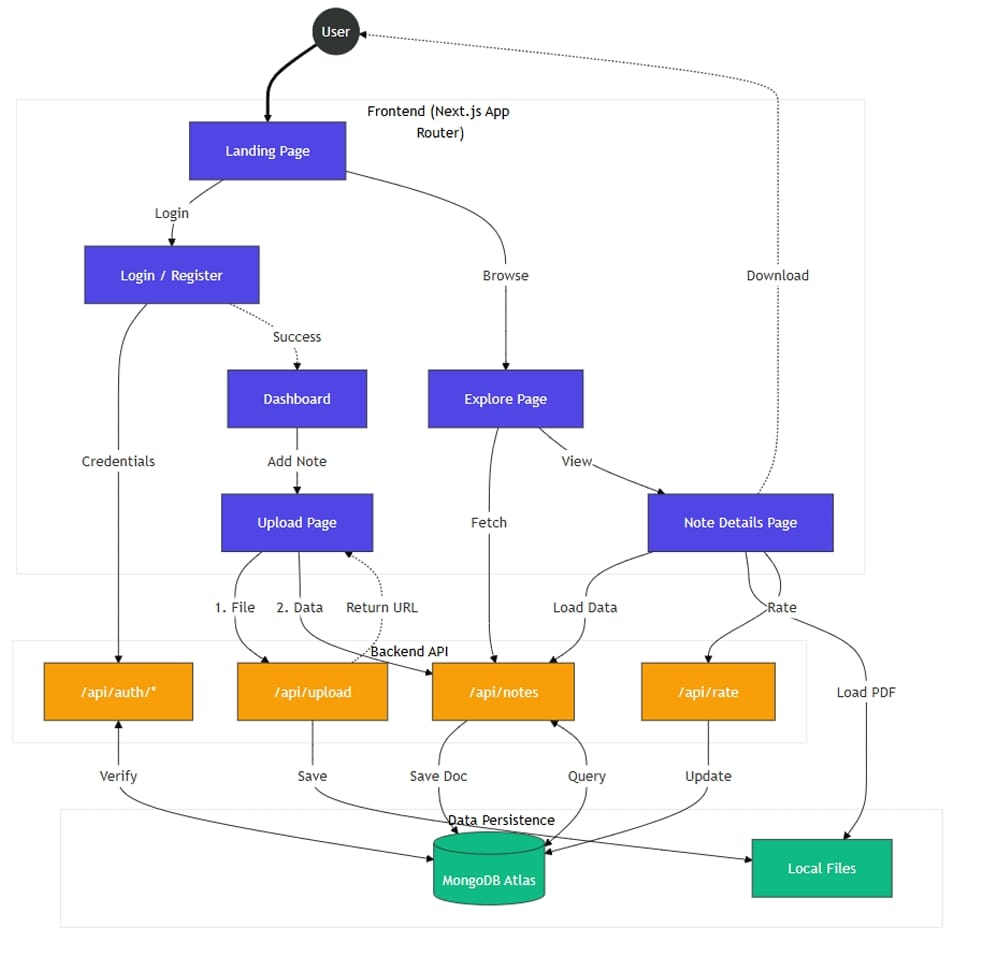 User
Frontend (Next.js App
Router)
Landing Page
Login
Login / Register
Browse
Download
Success
Dashboard
Explore Page
Credentials
Add Note
View
Upload Page
Fetch
Note Details Page
1. File
2. Data
Return URL
Load Data
Rate
Backend API
/api/auth/*
/api/upload
/api/notes
/api/rate
Load PDF
Verify
Save
Save Doc
Query
Update
Data Persistence
MongoDB Atlas
Local Files